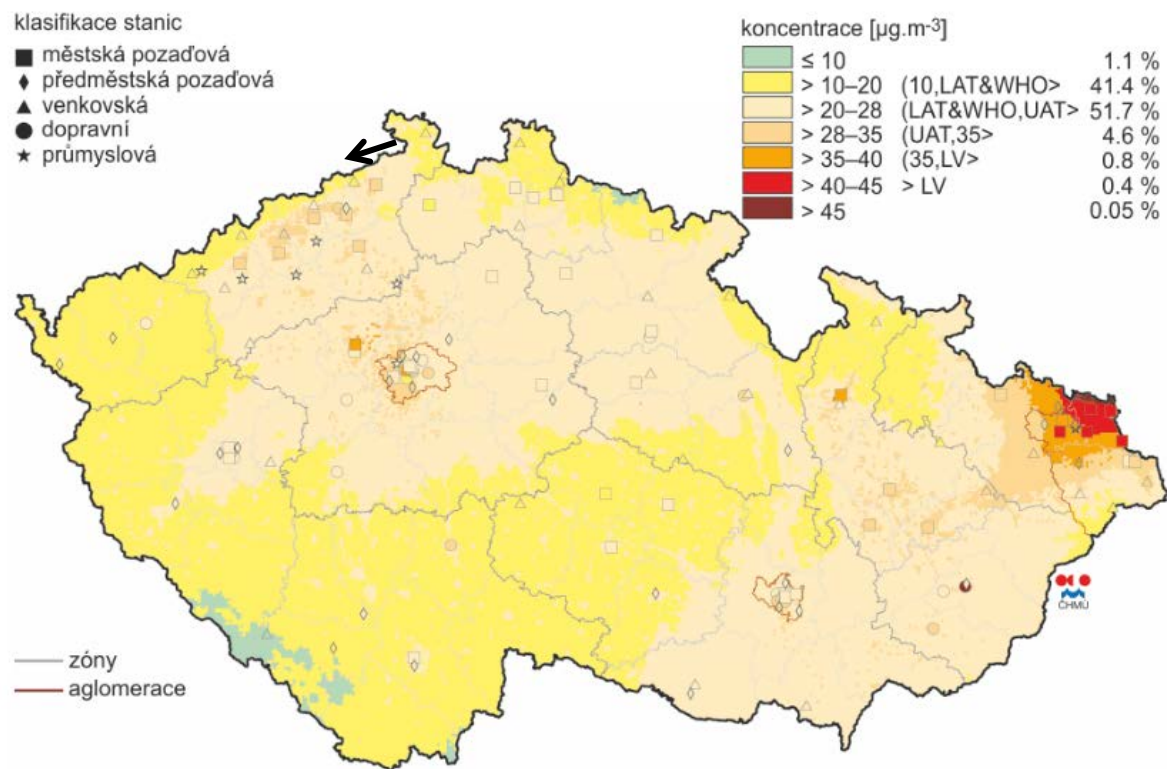 klasifikace stanic
městská pozaďová
předměstská pozaďová
venkovská
dopravní
průmyslová
koncentrace [µg.m-3]
≤ 10 1.1 %
> 10–20 (10,LAT&WHO> 41.4 %
> 20–28 (LAT&WHO,UAT> 51.7 %
> 28–35 (UAT,35> 4.6 %
> 35–40 (35,LV> 0.8 %
> 40–45 > LV 0.4 %
> 45 0.05 %
ČHMÚ
zóny
aglomerace